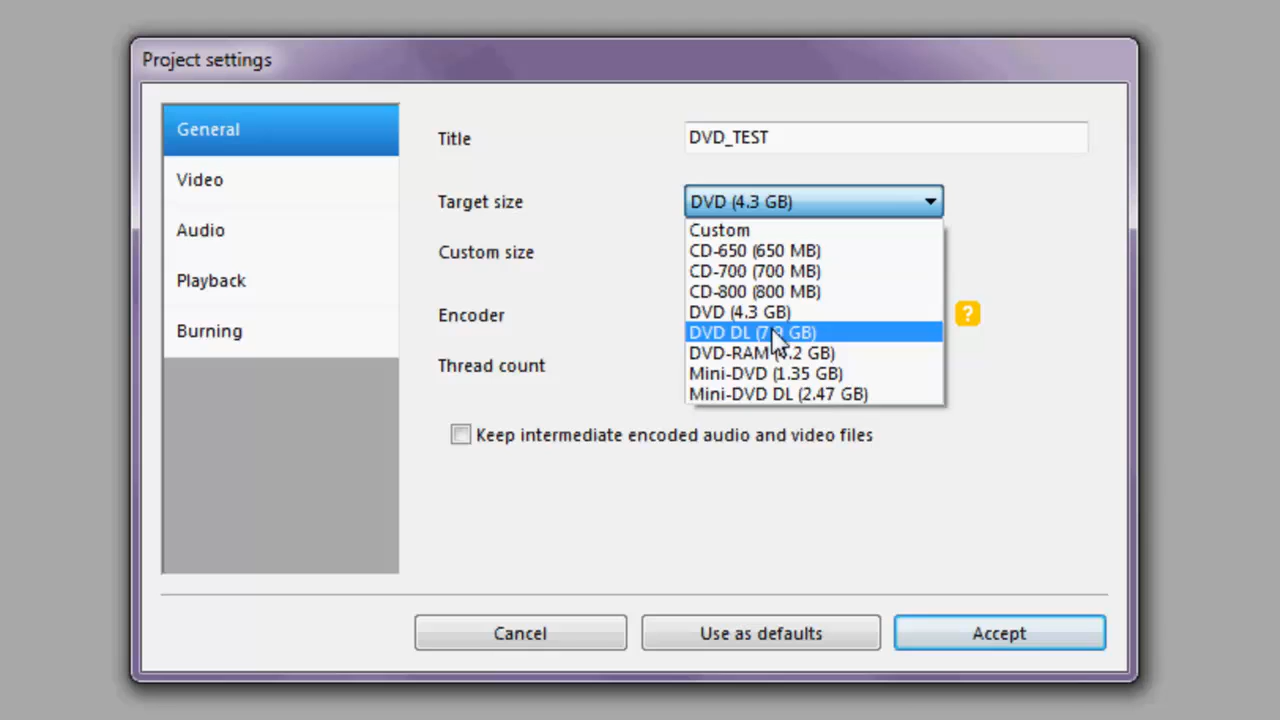 Project settings
General
Video
Audio
Playback
Burning
Title
DVD_TEST
Target size
DVD (4.3 GB)
Custom
CD-650 (650 MB)
CD-700 (700 MB)
CD-800 (800 MB)
DVD (4.3 GB)
DVD DL GB)
DVD-RAM GB)
Mini-DVD (1.35 GB)
Mini-DVD DL (2.47 GB)
Custom size
Encoder
?
Thread count
Keep intermediate encoded audio and video files
Cancel
Use as defaults
Accept